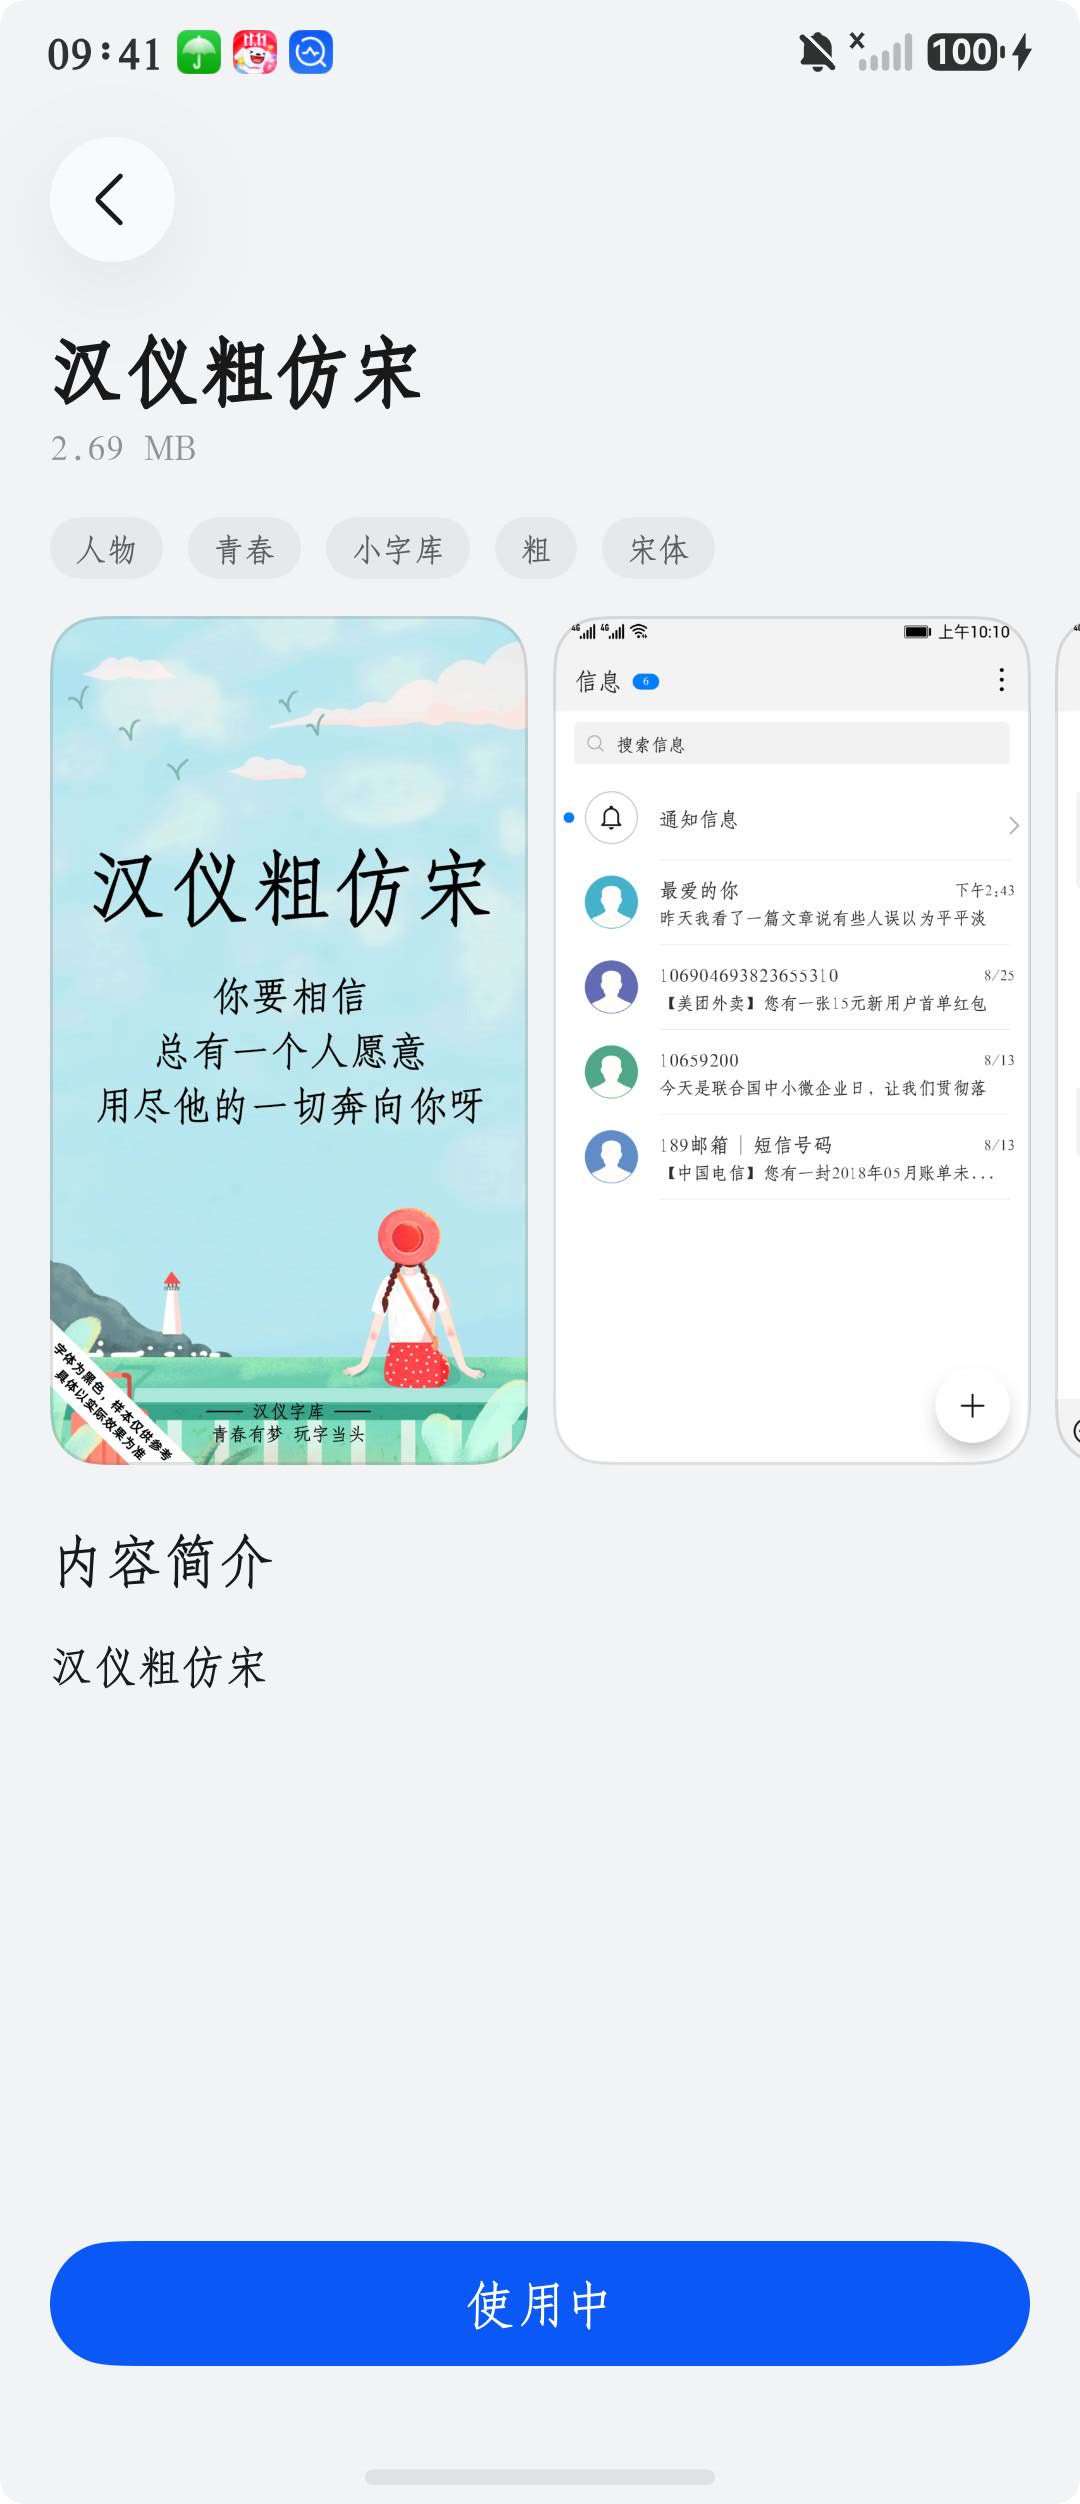 09:41
100
汉仪粗仿宋
2.69 MB
人物 青春 小字库 粗 宋体
汉仪粗仿宋
你要相信
总有一个人愿意
用尽他的一切奔向你呀
字体为黑色，样本仅供参考
具体以实际效果为准
汉仪字库
青春有梦 玩字当头
4G 4G 上午10:10
信息 6
搜索信息
通知信息
最爱的你 下午2:43
昨天我看了一篇文章说有些人误以为平平淡
106904693823655310 8/25
【美团外卖】您有一张15元新用户首单红包
10659200 8/13
今天是联合国中小微企业日，让我们贯彻落
189邮箱｜短信号码 8/13
【中国电信】您有一封2018年05月账单未...
内容简介
汉仪粗仿宋
使用中